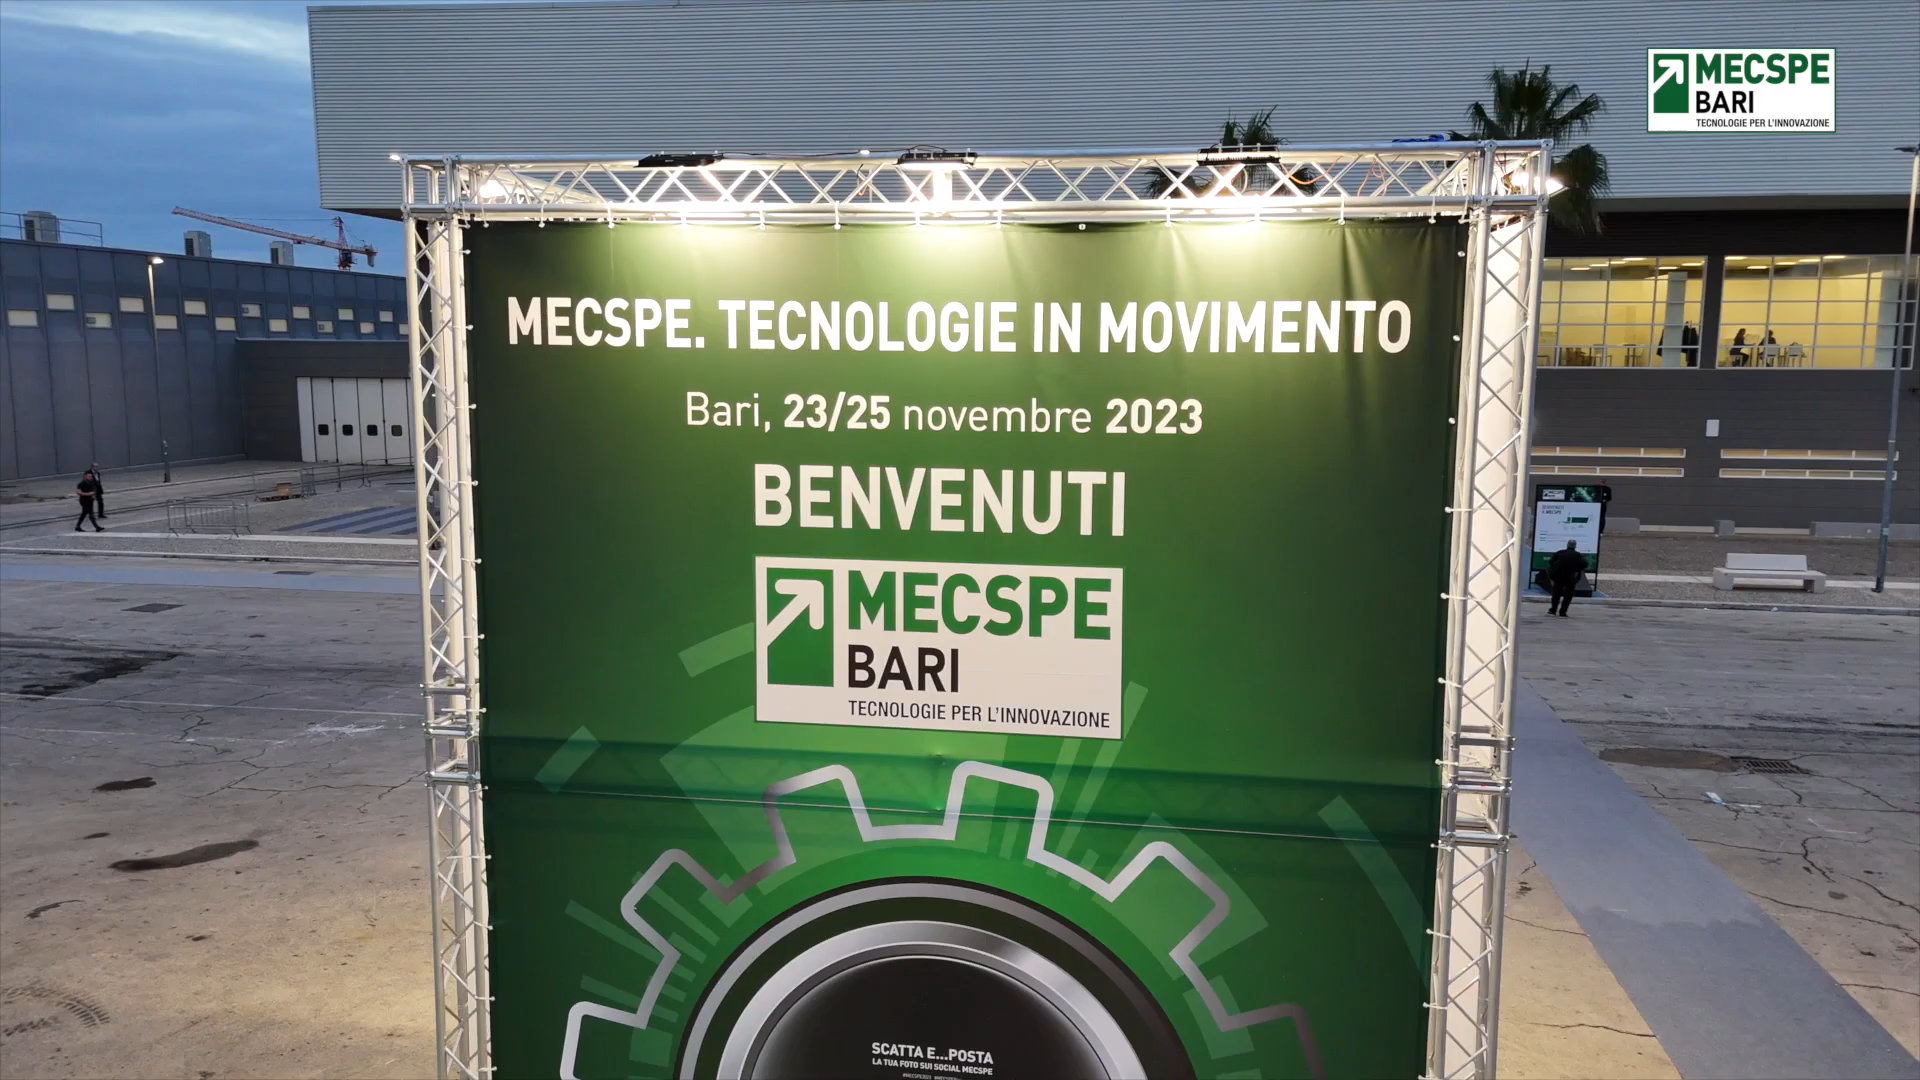 MECSPE
BARI
TECNOLOGIE PER L'INNOVAZIONE
MECSPE. TECNOLOGIE IN MOVIMENTO
Bari, 23/25 novembre 2023
BENVENUTI
MECSPE
BARI
TECNOLOGIE PER L'INNOVAZIONE
SCATTA E...POSTA
LA TUA FOTO SUI SOCIAL MECSPE